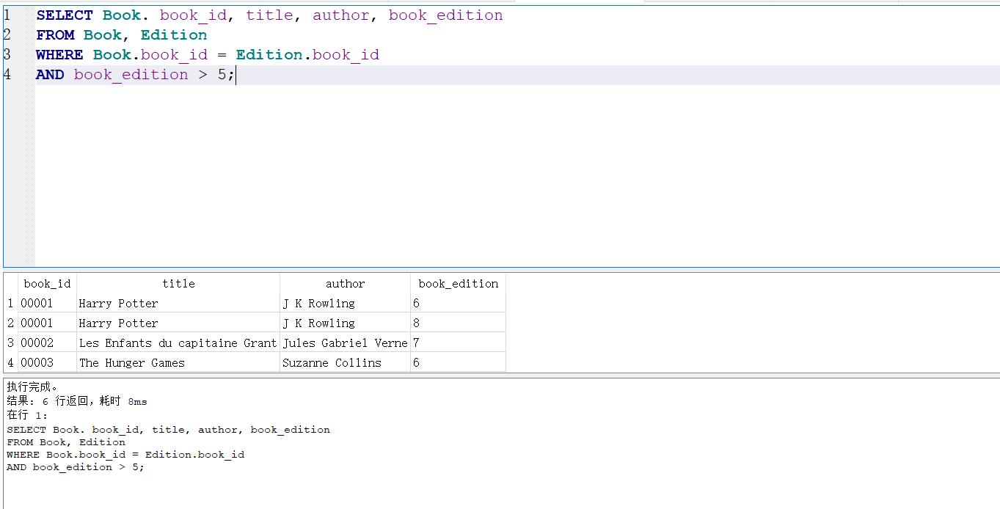 1 SELECT Book. book_id, title, author, book_edition
2 FROM Book, Edition
3 WHERE Book.book_id = Edition.book_id
4 AND book_edition > 5;
book_id title author book_edition
1 00001 Harry Potter J K Rowling 6
2 00001 Harry Potter J K Rowling 8
3 00002 Les Enfants du capitaine Grant Jules Gabriel Verne 7
4 00003 The Hunger Games Suzanne Collins 6
执行完成。
结果: 6 行返回，耗时 8ms
在行 1:
SELECT Book. book_id, title, author, book_edition
FROM Book, Edition
WHERE Book.book_id = Edition.book_id
AND book_edition > 5;